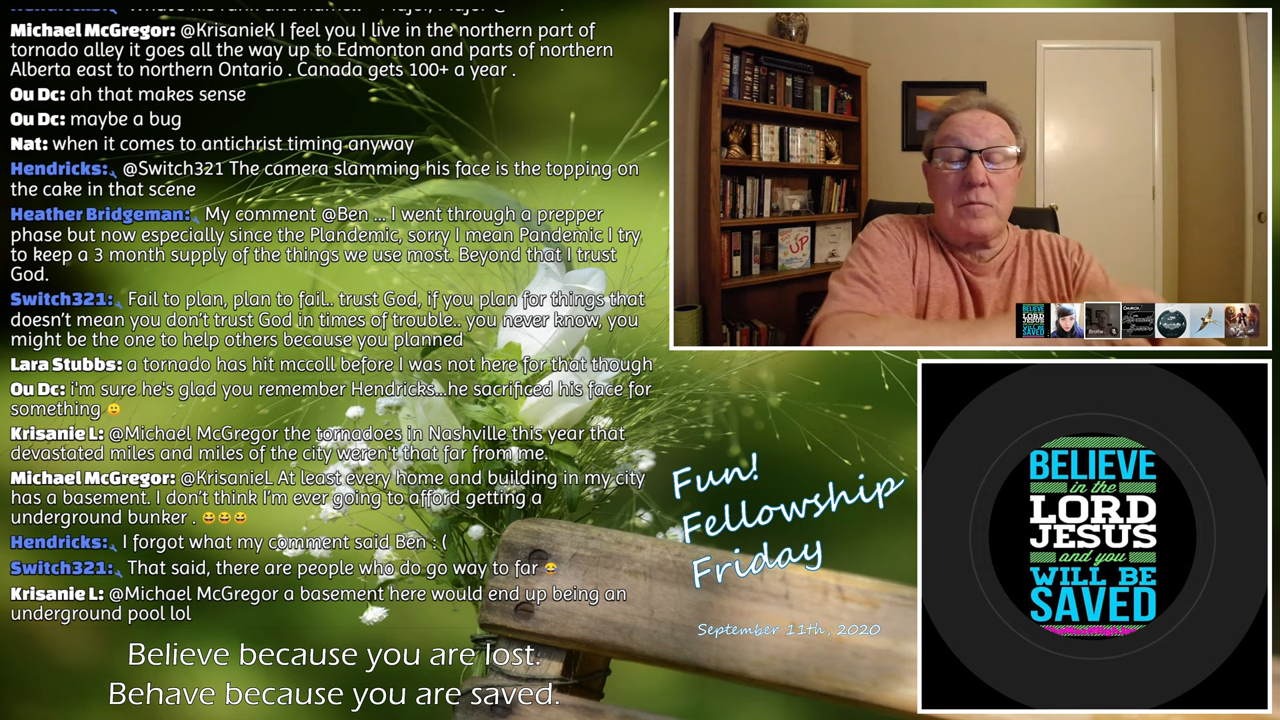 Michael McGregor: @KrisanieK I feel you I live in the northern part of
tornado alley it goes all the way up to Edmonton and parts of northern
Alberta east to northern Ontario . Canada gets 100+ a year .
Ou Dc: ah that makes sense
Ou Dc: maybe a bug
Nat: when it comes to antichrist timing anyway
Hendricks: @Switch321 The camera slamming his face is the topping on
the cake in that scene
Heather Bridgeman: My comment @Ben ... I went through a prepper
phase but now especially since the Plandemic, sorry I mean Pandemic I try
to keep a 3 month supply of the things we use most. Beyond that I trust
God.
Switch321: Fail to plan, plan to fail.. trust God, if you plan for things that
doesn't mean you don't trust God in times of trouble.. you never know, you
might be the one to help others because you planned
Lara Stubbs: a tornado has hit mccoll before I was not here for that though
Ou Dc: i'm sure he's glad you remember Hendricks...he sacrificed his face for
something 🙂
Krisanie L: @Michael McGregor the tornadoes in Nashville this year that
devastated miles and miles of the city weren't that far from me.
Michael McGregor: @KrisanieL At least every home and building in my city
has a basement. I don't think I'm ever going to afford getting a
underground bunker . 😆😆😆
Hendricks: I forgot what my comment said Ben : (
Switch321: That said, there are people who do go way to far 😂
Krisanie L: @Michael McGregor a basement here would end up being an
underground pool lol
Believe because you are lost.
Behave because you are saved.
UP
BELIEVE
LORD
JESUS
WILL BE
SAVED
Brothe...
CHURCH
Fun!
Fellowship
Friday
September 11th, 2020
BELIEVE
in the
LORD
JESUS
and you
WILL BE
SAVED